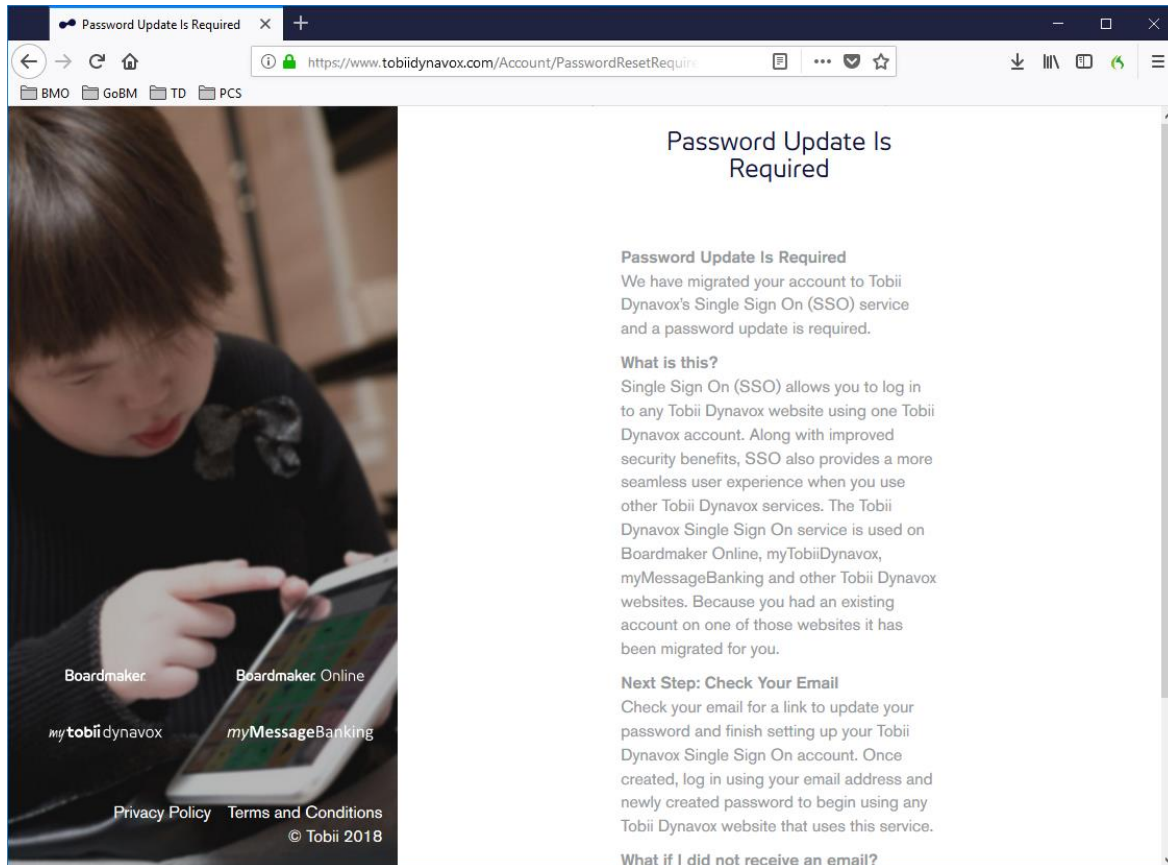 Password Update Is Required
https://www.tobiidynavox.com/Account/PasswordResetRequire
BMO GoBM TD PCS
Password Update Is
Required
Password Update Is Required
We have migrated your account to Tobii
Dynavox's Single Sign On (SSO) service
and a password update is required.
What is this?
Single Sign On (SSO) allows you to log in
to any Tobii Dynavox website using one Tobii
Dynavox account. Along with improved
security benefits, SSO also provides a more
seamless user experience when you use
other Tobii Dynavox services. The Tobii
Dynavox Single Sign On service is used on
Boardmaker Online, myTobiiDynavox,
myMessageBanking and other Tobii Dynavox
websites. Because you had an existing
account on one of those websites it has
been migrated for you.
Next Step: Check Your Email
Check your email for a link to update your
password and finish setting up your Tobii
Dynavox Single Sign On account. Once
created, log in using your email address and
newly created password to begin using any
Tobii Dynavox website that uses this service.
What if I did not receive an email?
Boardmaker. Boardmaker. Online
my tobii dynavox myMessageBanking
Privacy Policy Terms and Conditions
© Tobii 2018